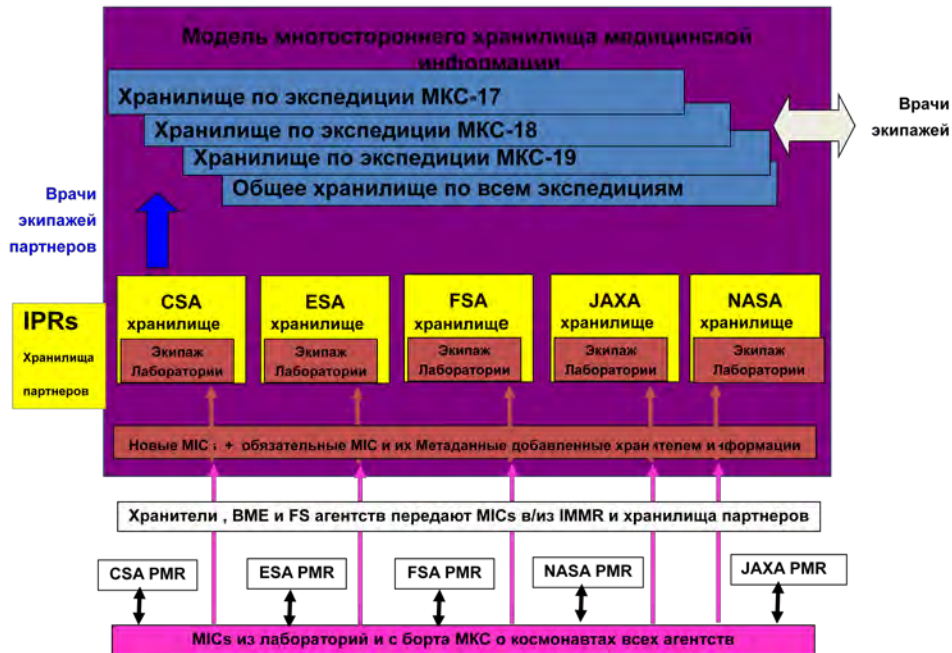 Модель многостороннего хранилища медицинской
информации
Хранилище по экспедиции МКС-17
Хранилище по экспедиции МКС-18
Хранилище по экспедиции МКС-19
Общее хранилище по всем экспедициям
Врачи
экипажей
Врачи
экипажей
партнеров
IPRs
Хранилища
партнеров
CSA
хранилище
Экипаж
Лаборатории
ESA
хранилище
Экипаж
Лаборатории
FSA
хранилище
Экипаж
Лаборатории
JAXA
хранилище
Экипаж
Лаборатории
NASA
хранилище
Экипаж
Лаборатории
Новые MICs + обязательные MIC и их Метаданные добавленные хранителем информации
Хранители , BME и FS агентств передают MICs в/из IMMR и хранилища партнеров
CSA PMR
ESA PMR
FSA PMR
NASA PMR
JAXA PMR
MICs из лабораторий и с борта МКС о космонавтах всех агентств